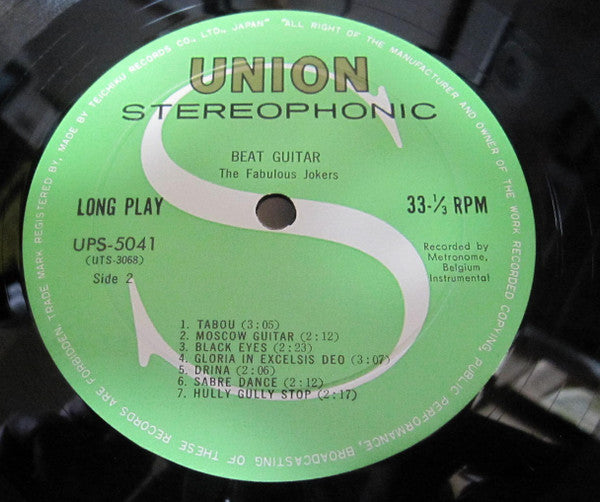 TRADE MARK REGISTERED BY, MADE BY TEICHIKU RECORDS CO., LTD., JAPAN" "ALL RIGHT OF THE MANUFACTURER AND OWNER OF THE WORK RECORDED COPYING, PUBLIC PERFORMANCE, BROADCASTING OF THESE RECORDS ARE FORBIDDEN
UNION
STEREOPHONIC
BEAT GUITAR
The Fabulous Jokers
LONG PLAY
33-⅓ RPM
UPS-5041
(UTS-3068)
Side 2
Recorded by
Metronome,
Belgium
Instrumental
1. TABOU (3:05)
2. MOSCOW GUITAR (2:12)
3. BLACK EYES (2:23)
4. GLORIA IN EXCELSIS DEO (3:07)
5. DRINA (2:06)
6. SABRE DANCE (2:12)
7. HULLY GULLY STOP (2:17)